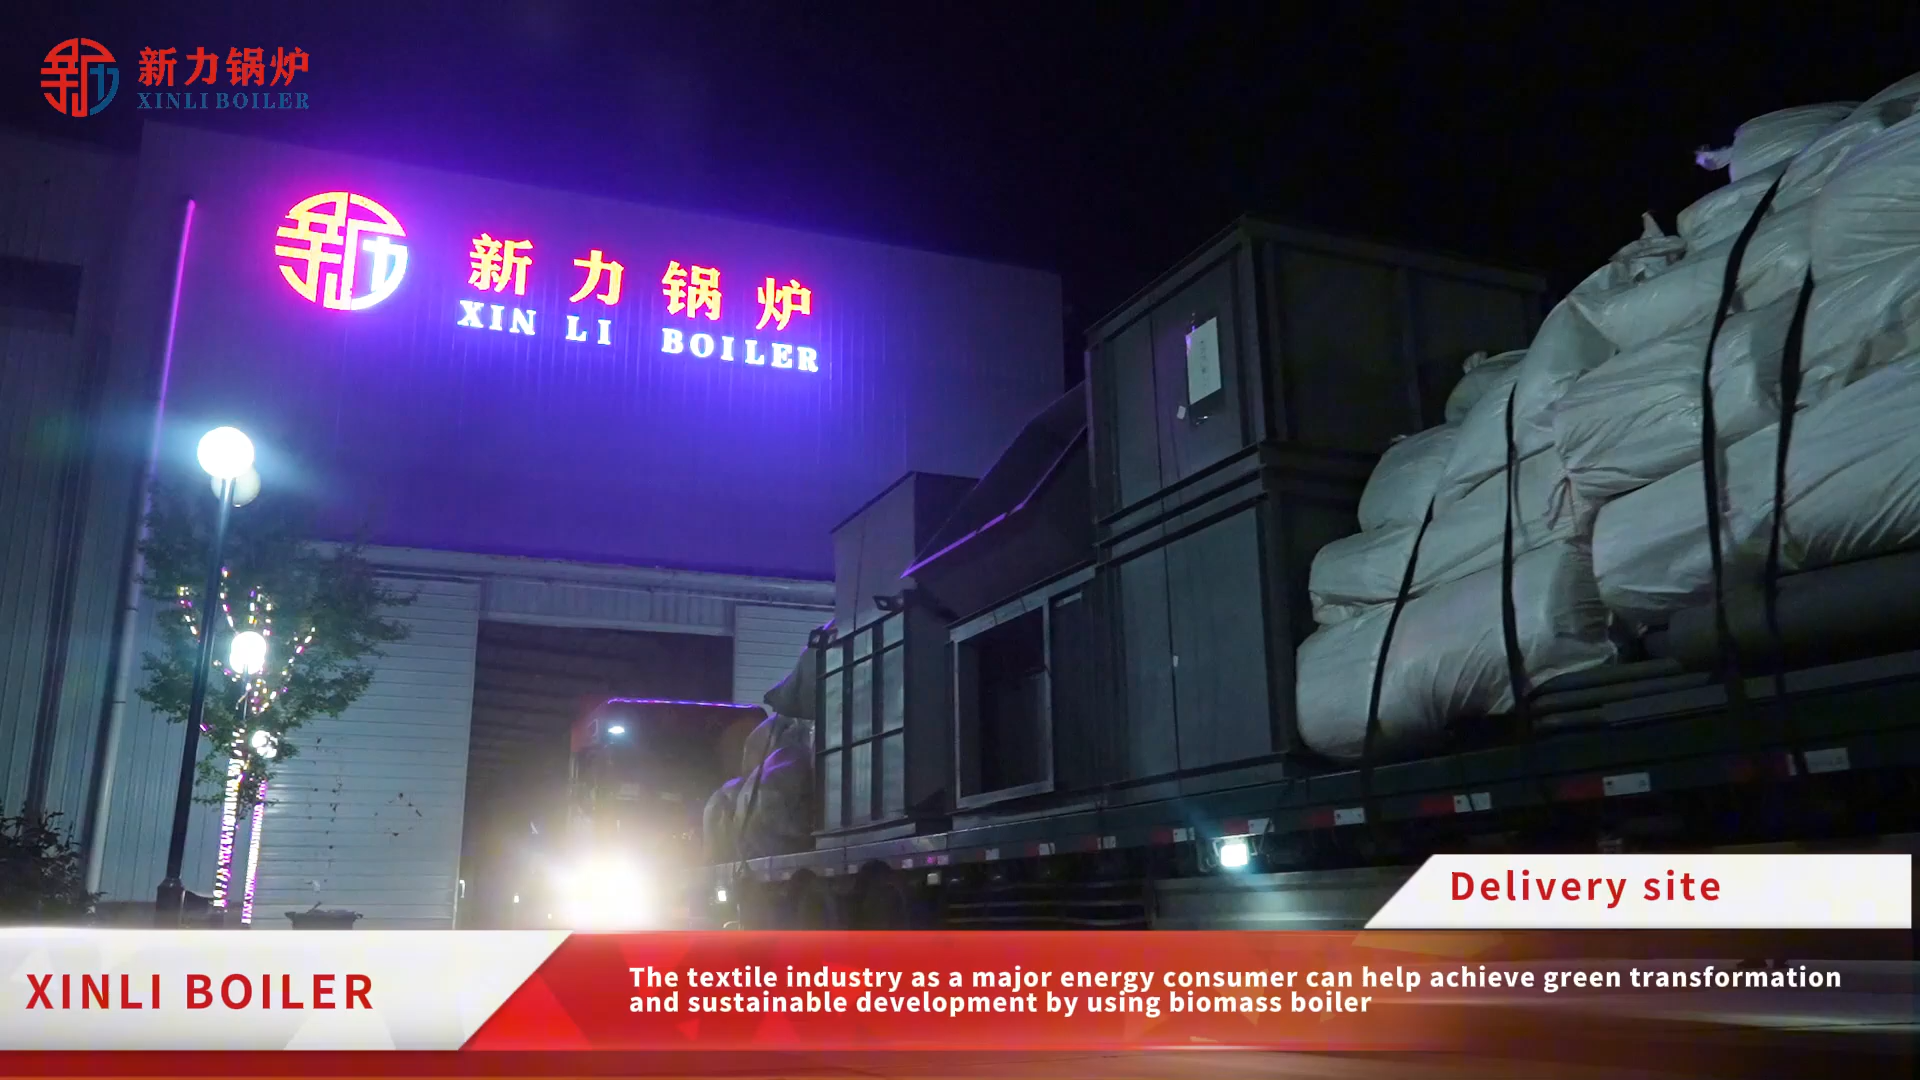 新力锅炉
XINLI BOILER
新力锅炉
XIN LI BOILER
Delivery site
XINLI BOILER
The textile industry as a major energy consumer can help achieve green transformation
and sustainable development by using biomass boiler